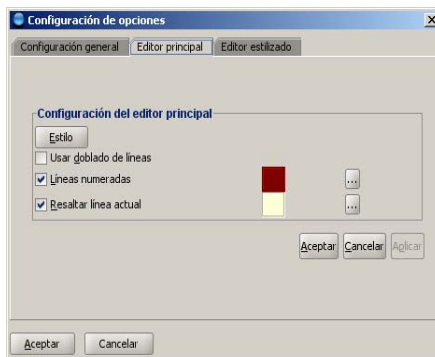 Configuración de opciones
Configuración general Editor principal Editor estilizado
Configuración del editor principal
Estilo
Usar doblado de líneas
Líneas numeradas ...
Resaltar línea actual ...
Aceptar Cancelar Aplicar
Aceptar Cancelar